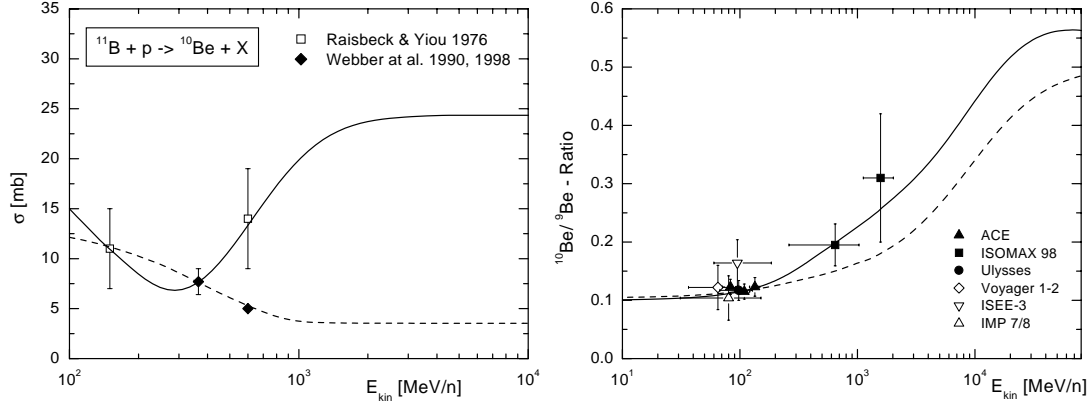 ¹¹B + p -> ¹⁰Be + X
Raisbeck & Yiou 1976
Webber at al. 1990, 1998
σ [mb]
35
30
25
20
15
10
5
0
10²
10³
10⁴
E_kin [MeV/n]
¹⁰Be/ ⁹Be - Ratio
0.6
0.5
0.4
0.3
0.2
0.1
0.0
ACE
ISOMAX 98
Ulysses
Voyager 1-2
ISEE-3
IMP 7/8
10¹
10²
10³
10⁴
E_kin [MeV/n]